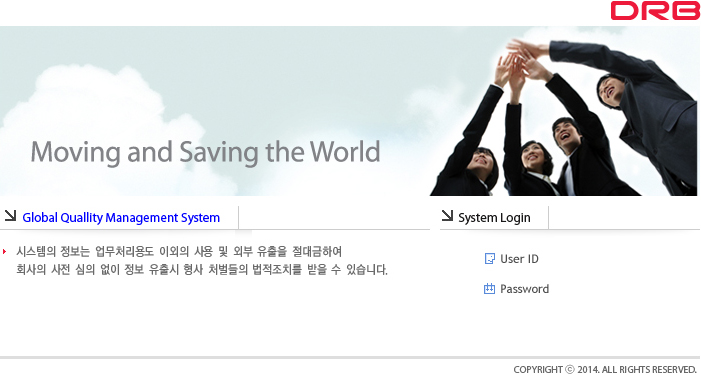 DRB
Moving and Saving the World
Global Quallity Management System
System Login
시스템의 정보는 업무처리용도 이외의 사용 및 외부 유출을 절대금하여
회사의 사전 심의 없이 정보 유출시 형사 처벌등의 법적조치를 받을 수 있습니다.
User ID
Password
COPYRIGHT ⓒ 2014. ALL RIGHTS RESERVED.